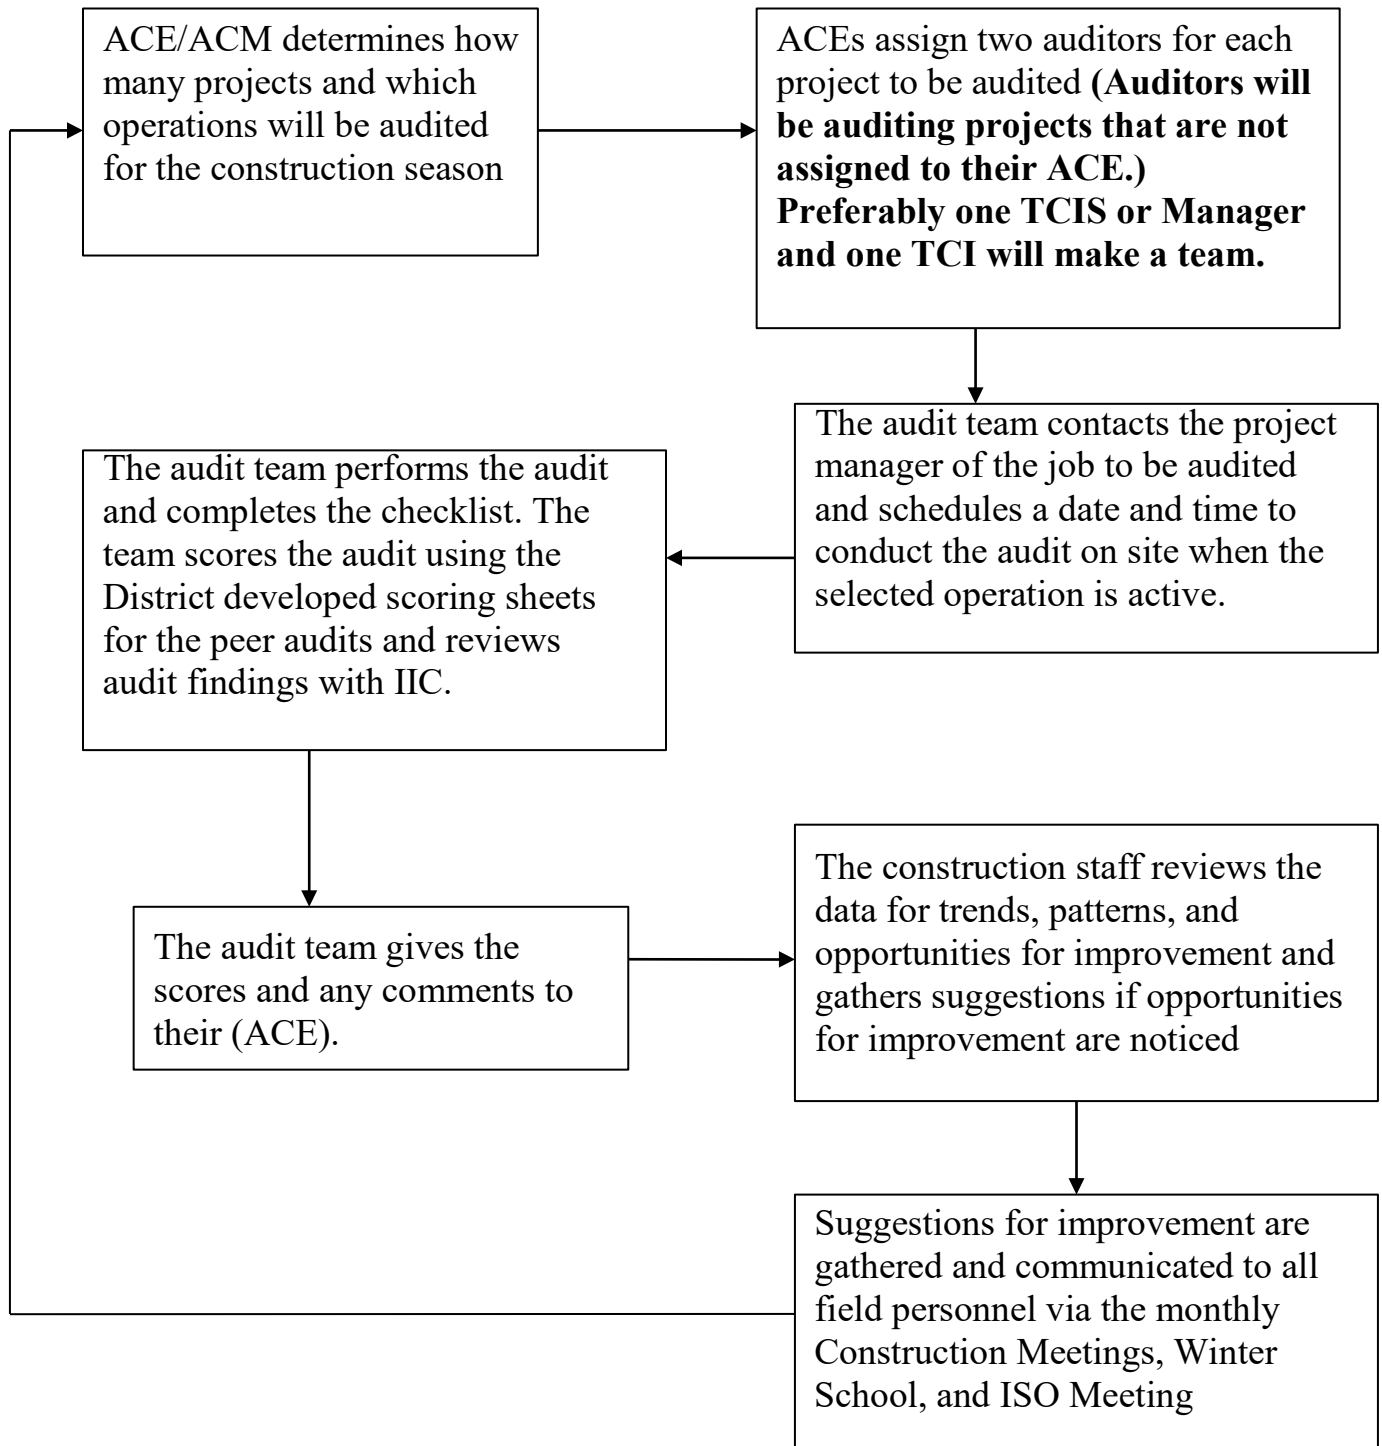 ACE/ACM determines how
many projects and which
operations will be audited
for the construction season
ACEs assign two auditors for each
project to be audited (Auditors will
be auditing projects that are not
assigned to their ACE.)
Preferably one TCIS or Manager
and one TCI will make a team.
The audit team contacts the project
manager of the job to be audited
and schedules a date and time to
conduct the audit on site when the
selected operation is active.
The audit team performs the audit
and completes the checklist. The
team scores the audit using the
District developed scoring sheets
for the peer audits and reviews
audit findings with IIC.
The audit team gives the
scores and any comments to
their (ACE).
The construction staff reviews the
data for trends, patterns, and
opportunities for improvement and
gathers suggestions if opportunities
for improvement are noticed
Suggestions for improvement are
gathered and communicated to all
field personnel via the monthly
Construction Meetings, Winter
School, and ISO Meeting